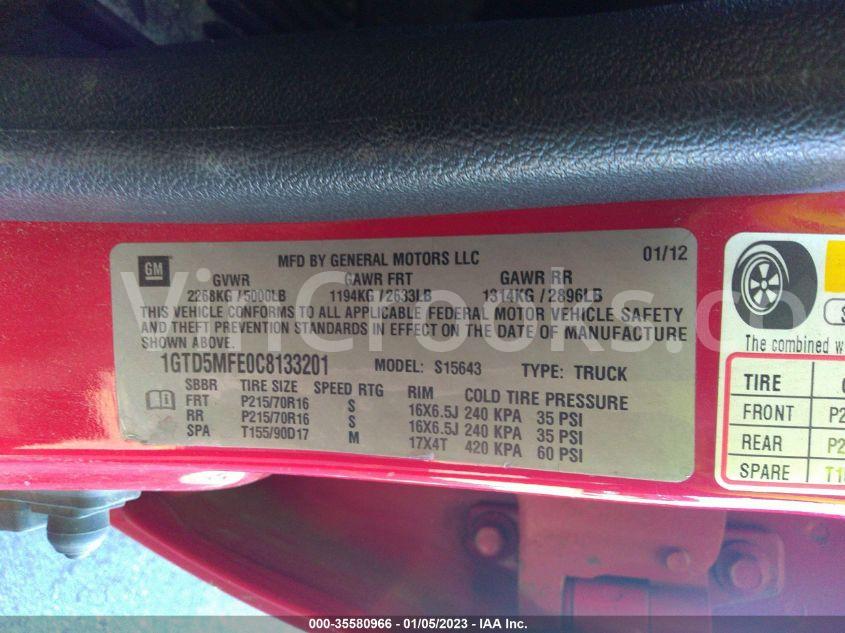 GM
MFD BY GENERAL MOTORS LLC 01/12
GVWR GAWR FRT GAWR RR
2268KG / 5000LB 1194KG / 2633LB 1314KG / 2896LB
THIS VEHICLE CONFORMS TO ALL APPLICABLE FEDERAL MOTOR VEHICLE SAFETY
AND THEFT PREVENTION STANDARDS IN EFFECT ON THE DATE OF MANUFACTURE
SHOWN ABOVE.
1GTD5MFE0C8133201 MODEL: S15643 TYPE: TRUCK
SBBR TIRE SIZE SPEED RTG RIM COLD TIRE PRESSURE
FRT P215/70R16 S 16X6.5J 240 KPA 35 PSI
RR P215/70R16 S 16X6.5J 240 KPA 35 PSI
SPA T155/90D17 M 17X4T 420 KPA 60 PSI
The combined
TIRE
FRONT
REAR
SPARE
VinCrooks.com
000-35580966 - 01/05/2023 - IAA Inc.